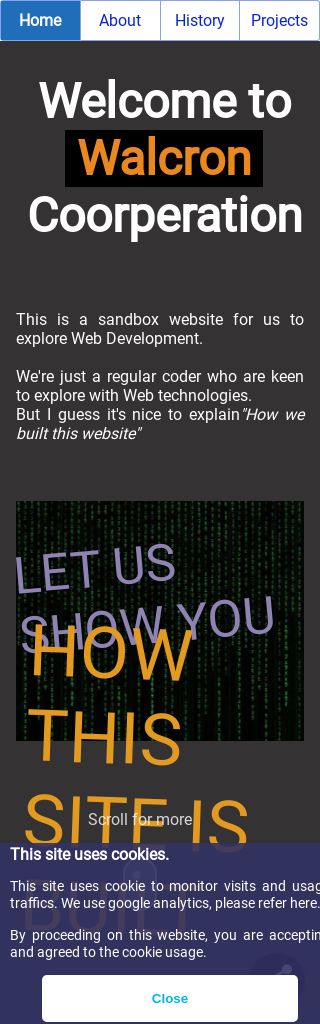 Home About History Projects
Welcome to
Walcron
Coorperation
This is a sandbox website for us to
explore Web Development.
We're just a regular coder who are keen
to explore with Web technologies.
But I guess it's nice to explain"How we
built this website"
LET US
SHOW YOU
HOW
THIS
SITE IS
BUILT
Scroll for more
This site uses cookies.
This site uses cookie to monitor visits and usag
traffics. We use google analytics, please refer here.
By proceeding on this website, you are acceptin
and agreed to the cookie usage.
Close